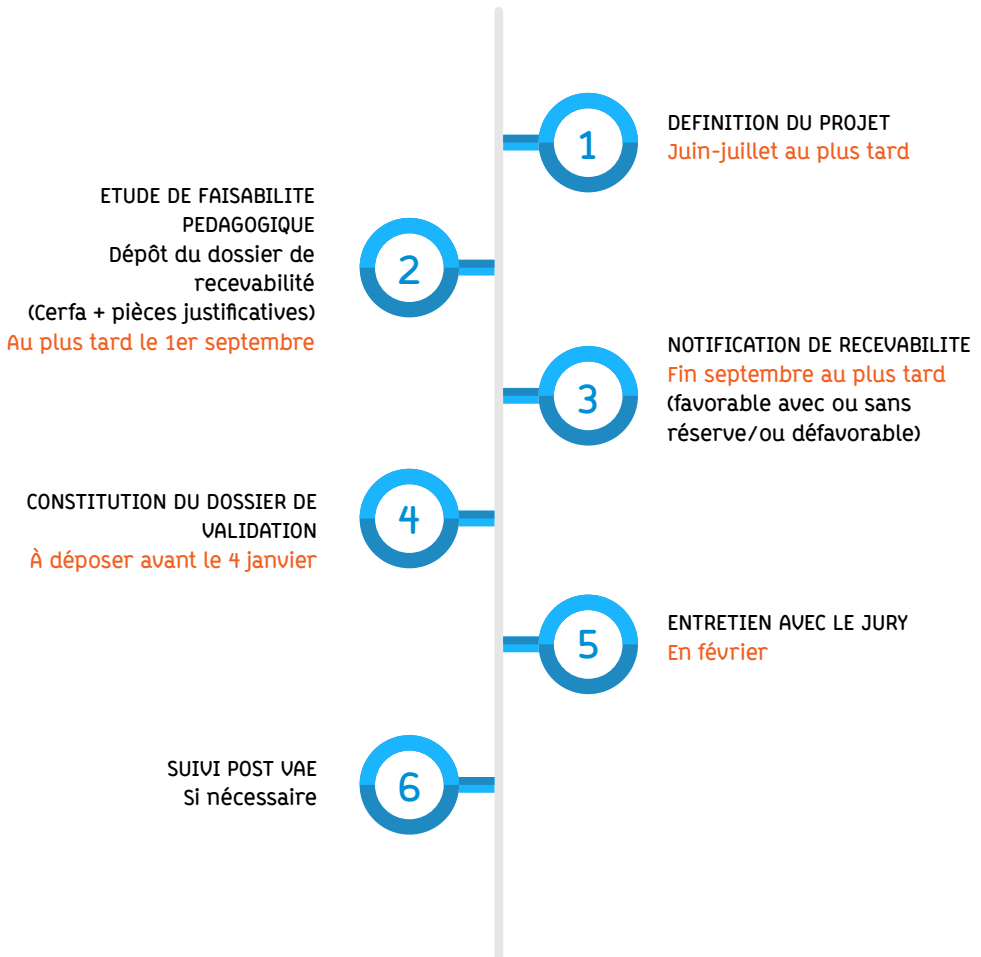 1
DEFINITION DU PROJET
Juin-juillet au plus tard
ETUDE DE FAISABILITE
PEDAGOGIQUE
Dépôt du dossier de
recevabilité
(Cerfa + pièces justificatives)
Au plus tard le 1er septembre
2
3
NOTIFICATION DE RECEVABILITE
Fin septembre au plus tard
(favorable avec ou sans
réserve/ou défavorable)
CONSTITUTION DU DOSSIER DE
VALIDATION
À déposer avant le 4 janvier
4
5
ENTRETIEN AVEC LE JURY
En février
SUIVI POST VAE
Si nécessaire
6